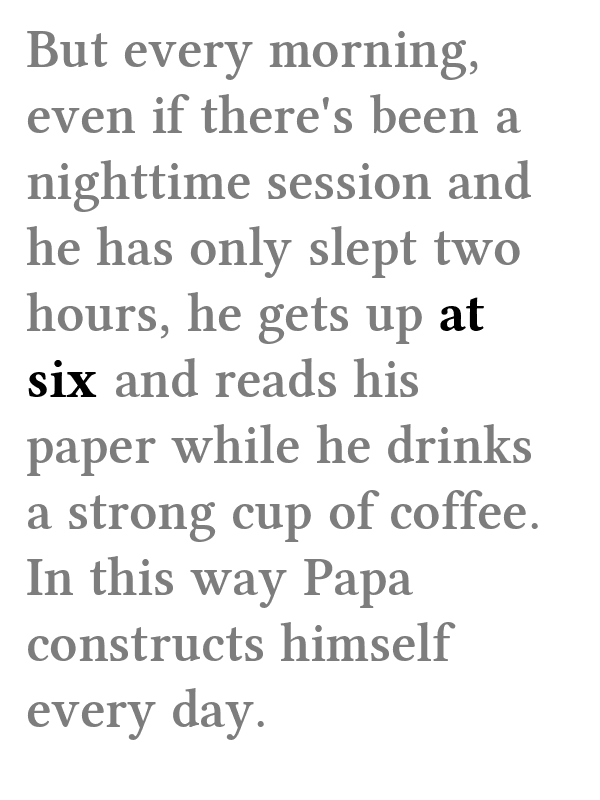 But every morning,
even if there's been a
nighttime session and
he has only slept two
hours, he gets up at
six and reads his
paper while he drinks
a strong cup of coffee.
In this way Papa
constructs himself
every day.